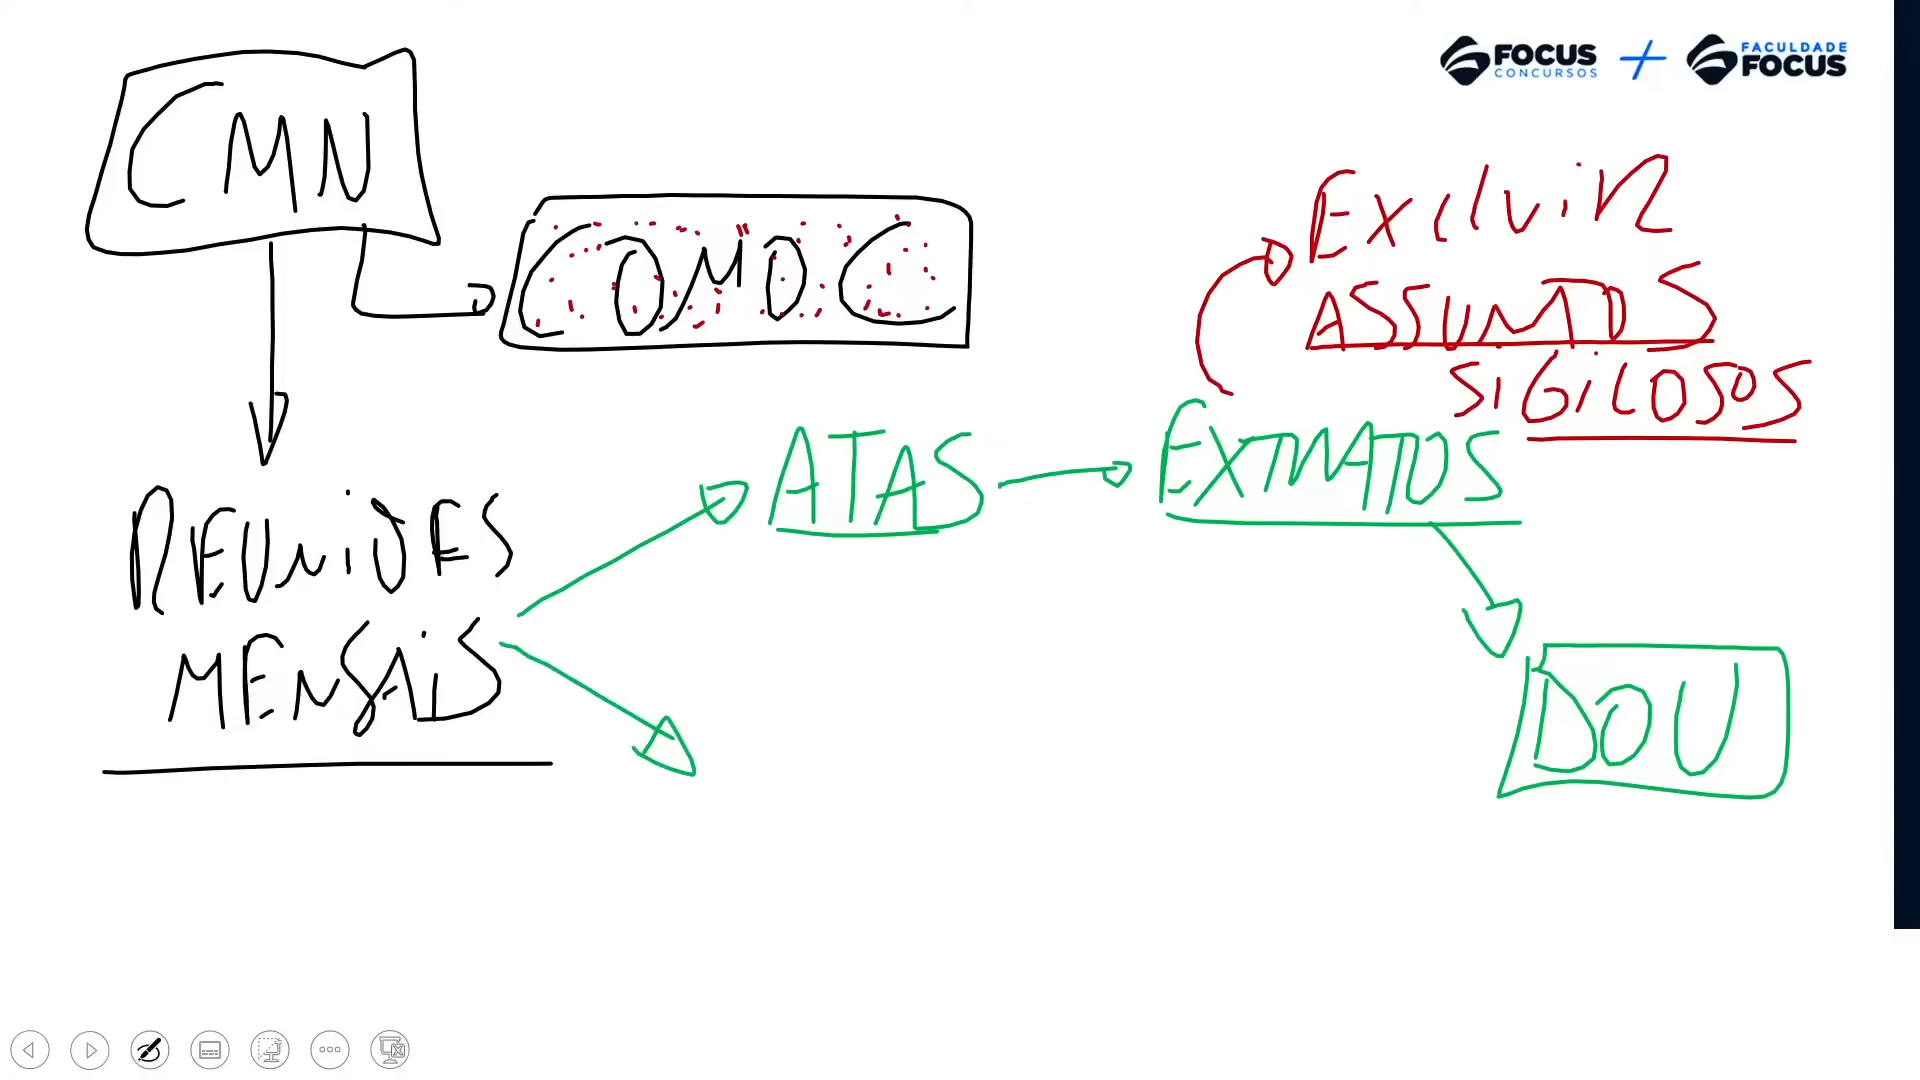 FOCUS
CONCURSOS
FACULDADE
FOCUS
CMN
COMOC
REUNIÕES
MENSAIS
ATAS
EXTRATOS
EXCLUIR
ASSUNTOS
SIGILOSOS
DOU